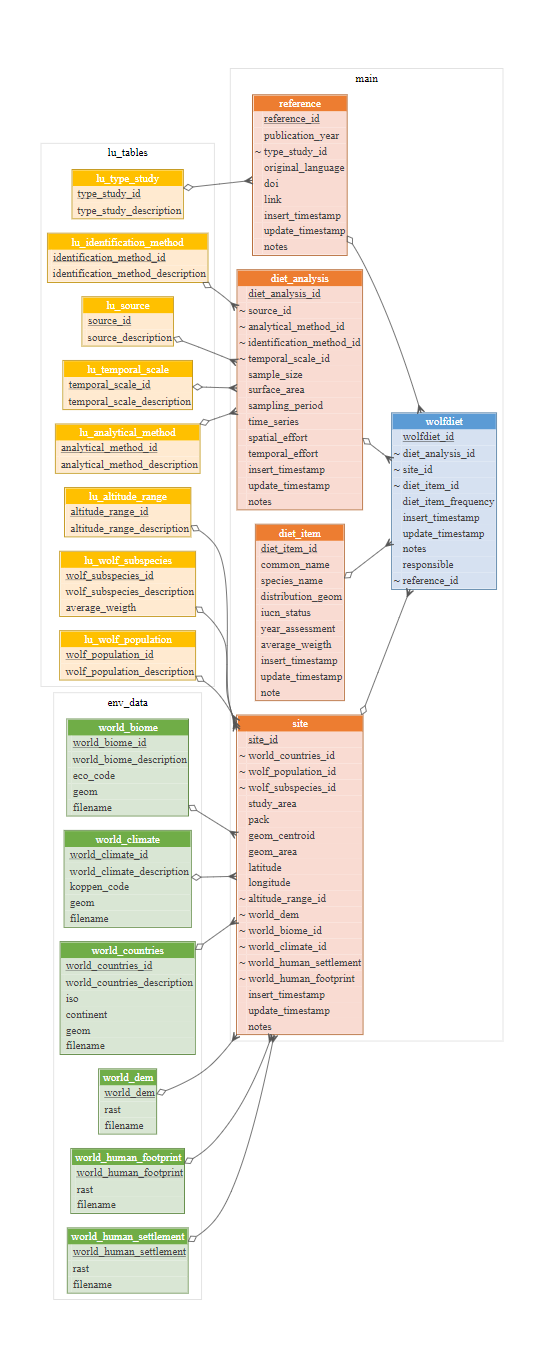 main
reference
reference_id
publication_year
~ type_study_id
original_language
doi
link
insert_timestamp
update_timestamp
notes
lu_tables
lu_type_study
type_study_id
type_study_description
lu_identification_method
identification_method_id
identification_method_description
lu_source
source_id
source_description
lu_temporal_scale
temporal_scale_id
temporal_scale_description
lu_analytical_method
analytical_method_id
analytical_method_description
lu_altitude_range
altitude_range_id
altitude_range_description
lu_wolf_subspecies
wolf_subspecies_id
wolf_subspecies_description
average_weigth
lu_wolf_population
wolf_population_id
wolf_population_description
diet_analysis
diet_analysis_id
~ source_id
~ analytical_method_id
~ identification_method_id
~ temporal_scale_id
sample_size
surface_area
sampling_period
time_series
spatial_effort
temporal_effort
insert_timestamp
update_timestamp
notes
wolfdiet
wolfdiet_id
~ diet_analysis_id
~ site_id
~ diet_item_id
diet_item_frequency
insert_timestamp
update_timestamp
notes
responsible
~ reference_id
diet_item
diet_item_id
common_name
species_name
distribution_geom
iucn_status
year_assessment
average_weigth
insert_timestamp
update_timestamp
note
site
site_id
~ world_countries_id
~ wolf_population_id
~ wolf_subspecies_id
study_area
pack
geom_centroid
geom_area
latitude
longitude
~ altitude_range_id
~ world_dem
~ world_biome_id
~ world_climate_id
~ world_human_settlement
~ world_human_footprint
insert_timestamp
update_timestamp
notes
env_data
world_biome
world_biome_id
world_biome_description
eco_code
geom
filename
world_climate
world_climate_id
world_climate_description
koppen_code
geom
filename
world_countries
world_countries_id
world_countries_description
iso
continent
geom
filename
world_dem
world_dem
rast
filename
world_human_footprint
world_human_footprint
rast
filename
world_human_settlement
world_human_settlement
rast
filename